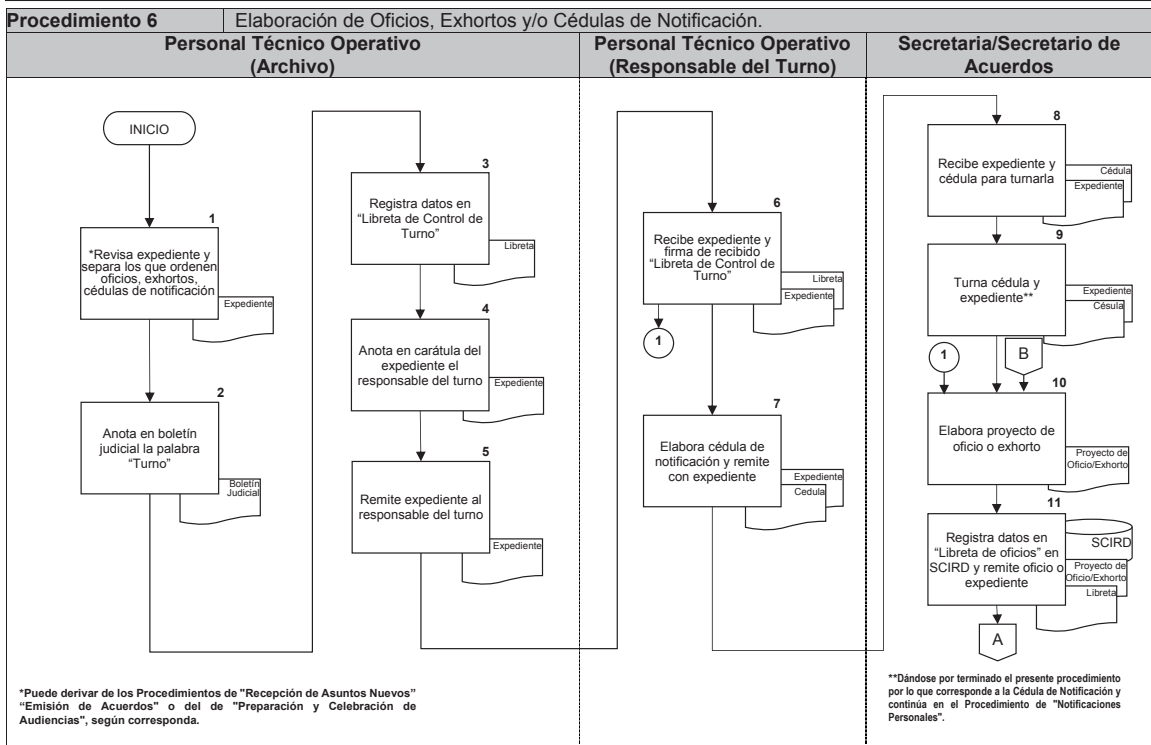 Procedimiento 6 Elaboración de Oficios, Exhortos y/o Cédulas de Notificación.
Personal Técnico Operativo
(Archivo)
Personal Técnico Operativo
(Responsable del Turno)
Secretaria/Secretario de
Acuerdos
INICIO
1
*Revisa expediente y
separa los que ordenen
oficios, exhortos,
cédulas de notificación
Expediente
2
Anota en boletín
judicial la palabra
“Turno”
Boletín
Judicial
3
Registra datos en
“Libreta de Control de
Turno”
Libreta
4
Anota en carátula del
expediente el
responsable del turno
Expediente
5
Remite expediente al
responsable del turno
Expediente
6
Recibe expediente y
firma de recibido
“Libreta de Control de
Turno”
Libreta
Expediente
1
7
Elabora cédula de
notificación y remite
con expediente
Expediente
Cedula
8
Recibe expediente y
cédula para turnarla
Cédula
Expediente
9
Turna cédula y
expediente**
Expediente
Césula
1
B
10
Elabora proyecto de
oficio o exhorto
Proyecto de
Oficio/Exhorto
11
Registra datos en
“Libreta de oficios” en
SCIRD y remite oficio o
expediente
SCIRD
Proyecto de
Oficio/Exhorto
Libreta
A
*Puede derivar de los Procedimientos de "Recepción de Asuntos Nuevos”
“Emisión de Acuerdos” o del de "Preparación y Celebración de
Audiencias", según corresponda.
**Dándose por terminado el presente procedimiento
por lo que corresponde a la Cédula de Notificación y
continúa en el Procedimiento de "Notificaciones
Personales".